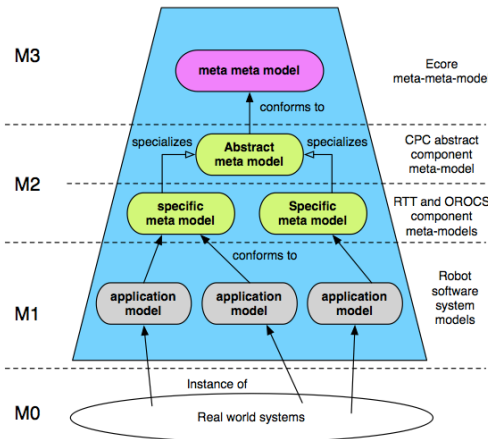 M3
meta meta model
Ecore
meta-meta-mode
conforms to
specializes
Abstract
meta model
specializes
CPC abstract
component
meta-model
M2
specific
meta model
Specific
meta model
RTT and OROCS
component
meta-models
conforms to
M1
application
model
application
model
application
model
Robot
software
system
models
Instance of
M0
Real world systems